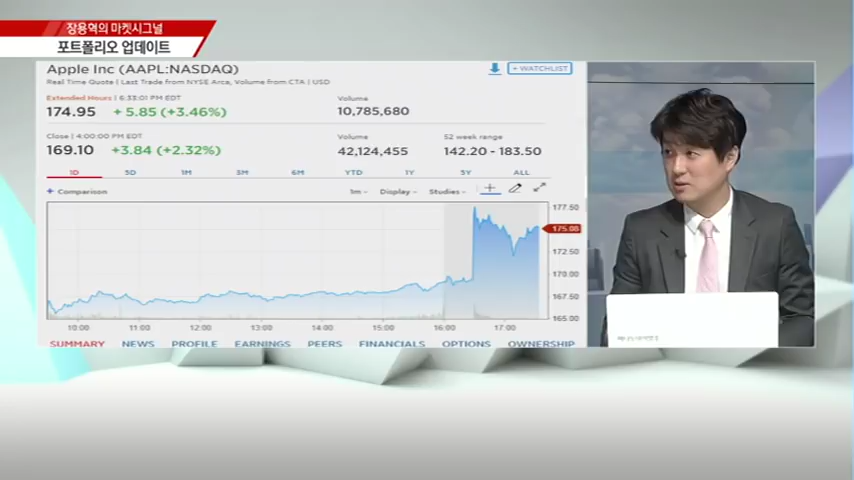 장용혁의 마켓시그널
포트폴리오 업데이트
Apple Inc (AAPL:NASDAQ)
+ WATCHLIST
Real Time Quote | Last Trade from NYSE Arca, Volume from CTA | USD
Extended Hours | 6:33:01 PM EDT
Volume
174.95 + 5.85 (+3.46%)
10,785,680
Close | 4:00:00 PM EDT
Volume
52 week range
169.10 +3.84 (+2.32%)
42,124,455
142.20 - 183.50
1D 5D 1M 3M 6M YTD 1Y 5Y ALL
+ Comparison
1m Display Studies
177.50
175.08
172.50
170.00
167.50
165.00
10:00 11:00 12:00 13:00 14:00 15:00 16:00 17:00
SUMMARY NEWS PROFILE EARNINGS PEERS FINANCIALS OPTIONS OWNERSHIP